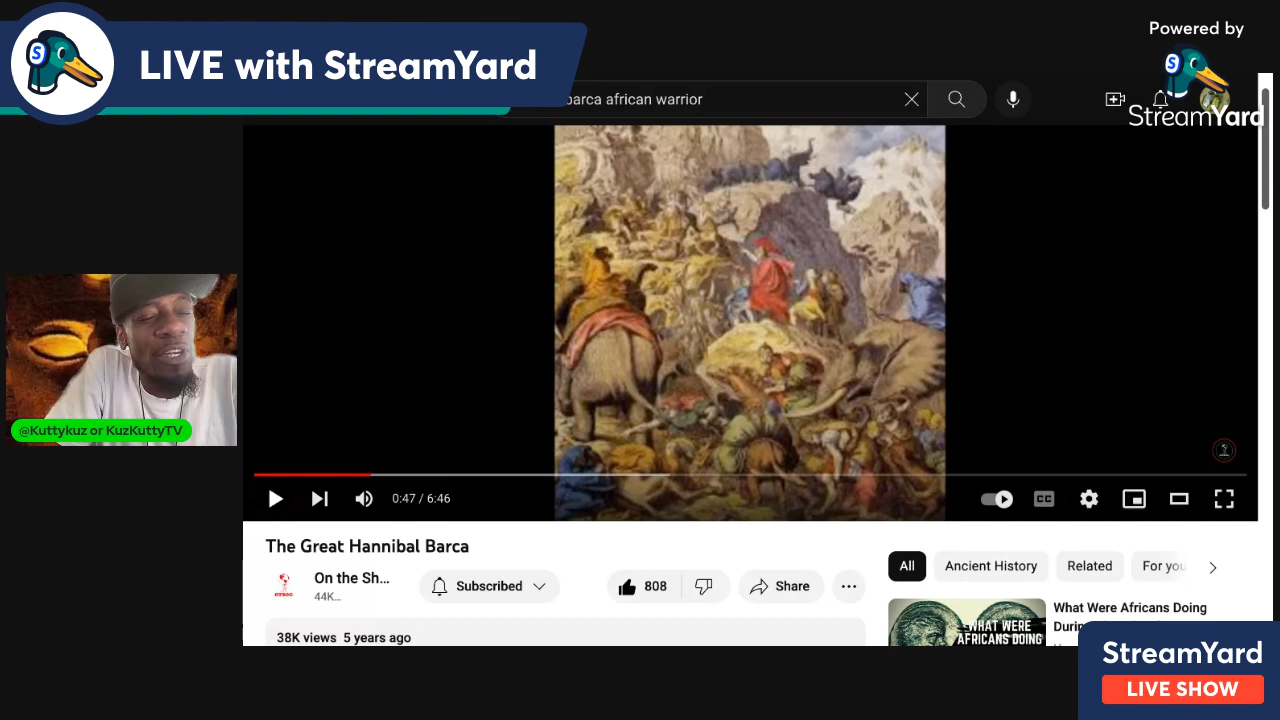 LIVE with StreamYard
Powered by
S
StreamYard
barca african warrior
@Kuttykuz or KuzKuttyTV
0:47 / 6:46
CC
The Great Hannibal Barca
On the Sh...
44K...
Subscribed
808
Share
38K views 5 years ago
All
Ancient History
Related
For you
What Were Africans Doing
WHAT WERE
AFRICANS DOING
StreamYard
LIVE SHOW